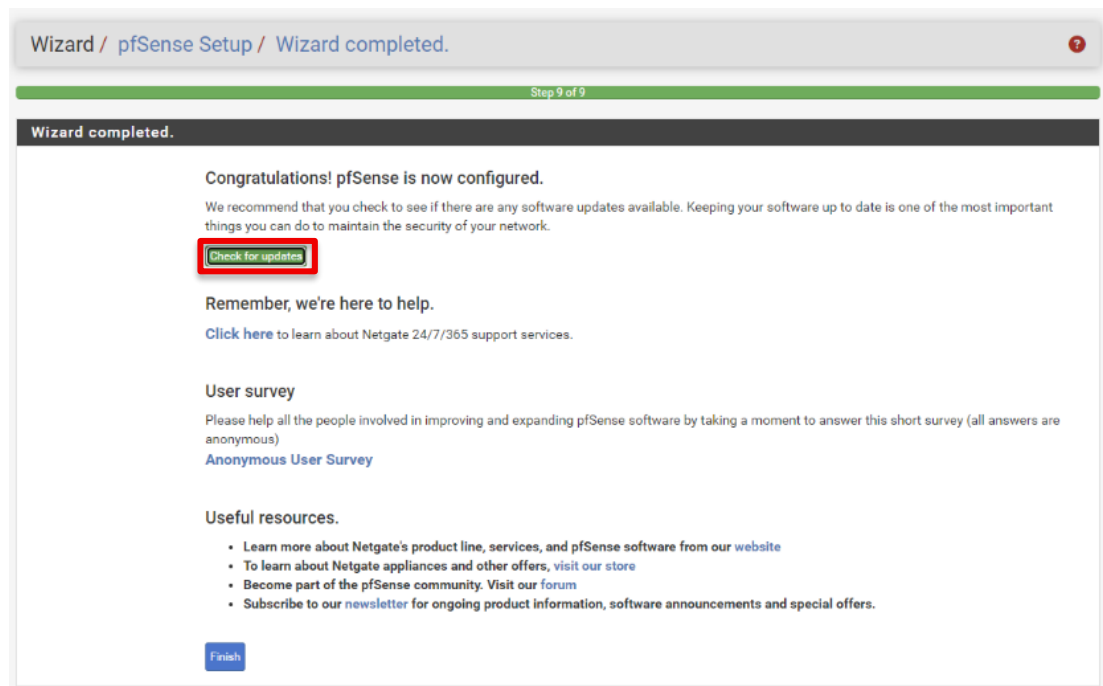 Wizard / pfSense Setup / Wizard completed.
Step 9 of 9
Wizard completed.
Congratulations! pfSense is now configured.
We recommend that you check to see if there are any software updates available. Keeping your software up to date is one of the most important
things you can do to maintain the security of your network.
Check for updates
Remember, we're here to help.
Click here to learn about Netgate 24/7/365 support services.
User survey
Please help all the people involved in improving and expanding pfSense software by taking a moment to answer this short survey (all answers are
anonymous)
Anonymous User Survey
Useful resources.
• Learn more about Netgate's product line, services, and pfSense software from our website
• To learn about Netgate appliances and other offers, visit our store
• Become part of the pfSense community. Visit our forum
• Subscribe to our newsletter for ongoing product information, software announcements and special offers.
Finish